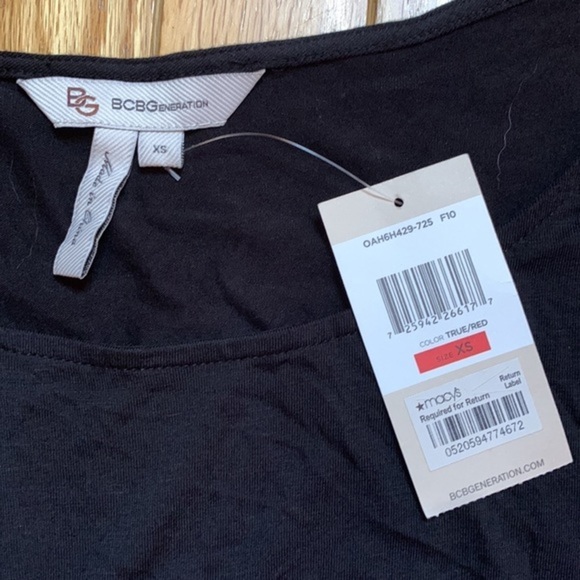 BG BCBGENERATION
XS
Made in China
OAH6H429-725 F10
7 25942 26617 7
COLOR TRUE/RED
SIZE XS
macy's
Required for Return
Return
Label
0520594774672
BCBGENERATION.COM